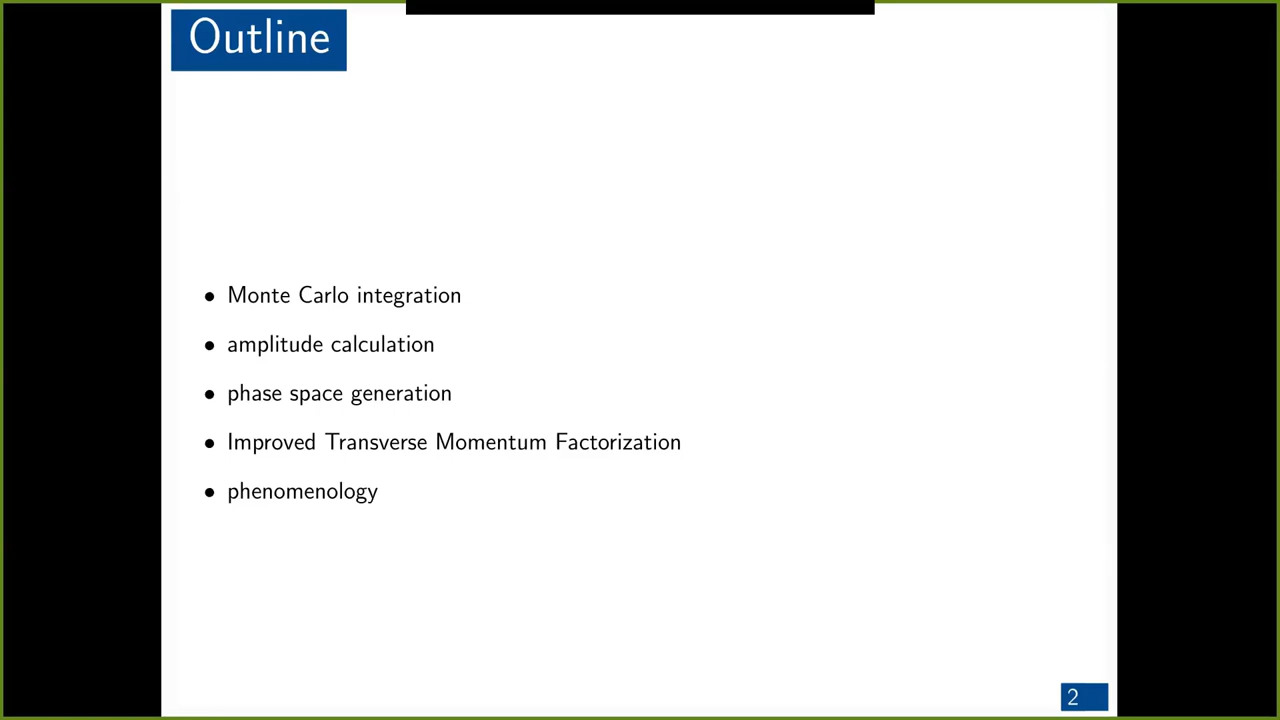 Outline
• Monte Carlo integration
• amplitude calculation
• phase space generation
• Improved Transverse Momentum Factorization
• phenomenology
2